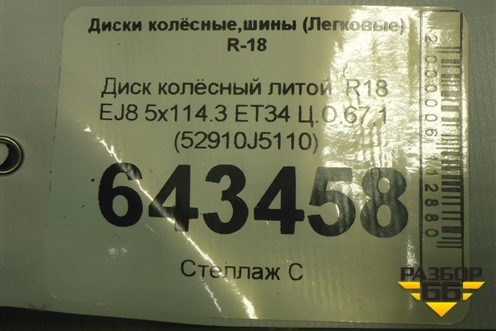 Диски колёсные,шины (Легковые)
R-18
Диск колёсный литой R18
EJ8 5x114.3 ET34 Ц.О.67,1
(52910J5110)
643458
Стеллаж С
РАЗБОР
66